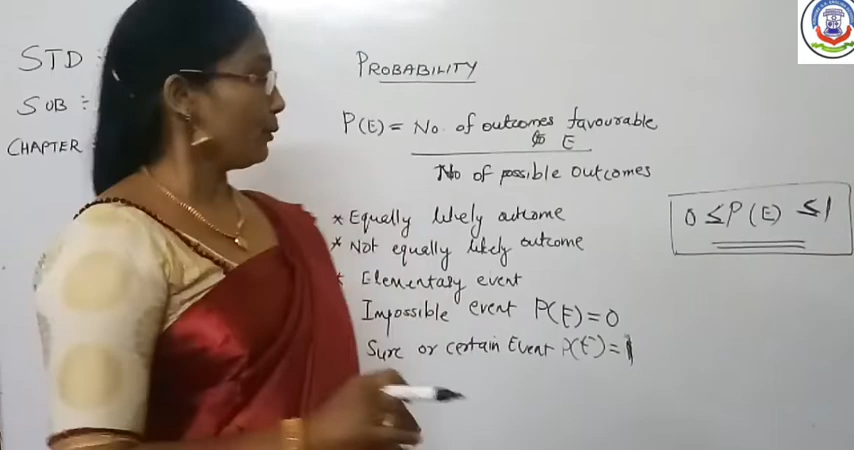 STD :
SUB :
CHAPTER :
PROBABILITY
P(E) = No. of outcomes favourable
to E
No of possible outcomes
* Equally likely outcome
* Not equally likely outcome
* Elementary event
Impossible event P(E) = 0
Sure or certain Event P(E) = 1
0 ≤ P(E) ≤ 1